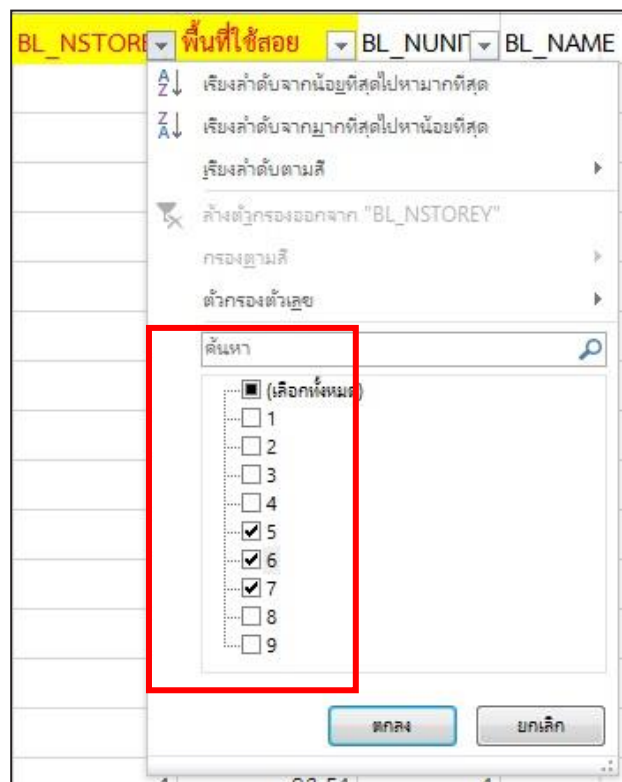 BL_NSTORE พื้นที่ใช้สอย BL_NUNIT BL_NAME
เรียงลำดับจากน้อยที่สุดไปหามากที่สุด
เรียงลำดับจากมากที่สุดไปหาน้อยที่สุด
เรียงลำดับตามสี
ล้างตัวกรองออกจาก "BL_NSTOREY"
กรองตามสี
ตัวกรองตัวเลข
ค้นหา
(เลือกทั้งหมด)
1
2
3
4
5
6
7
8
9
ตกลง ยกเลิก